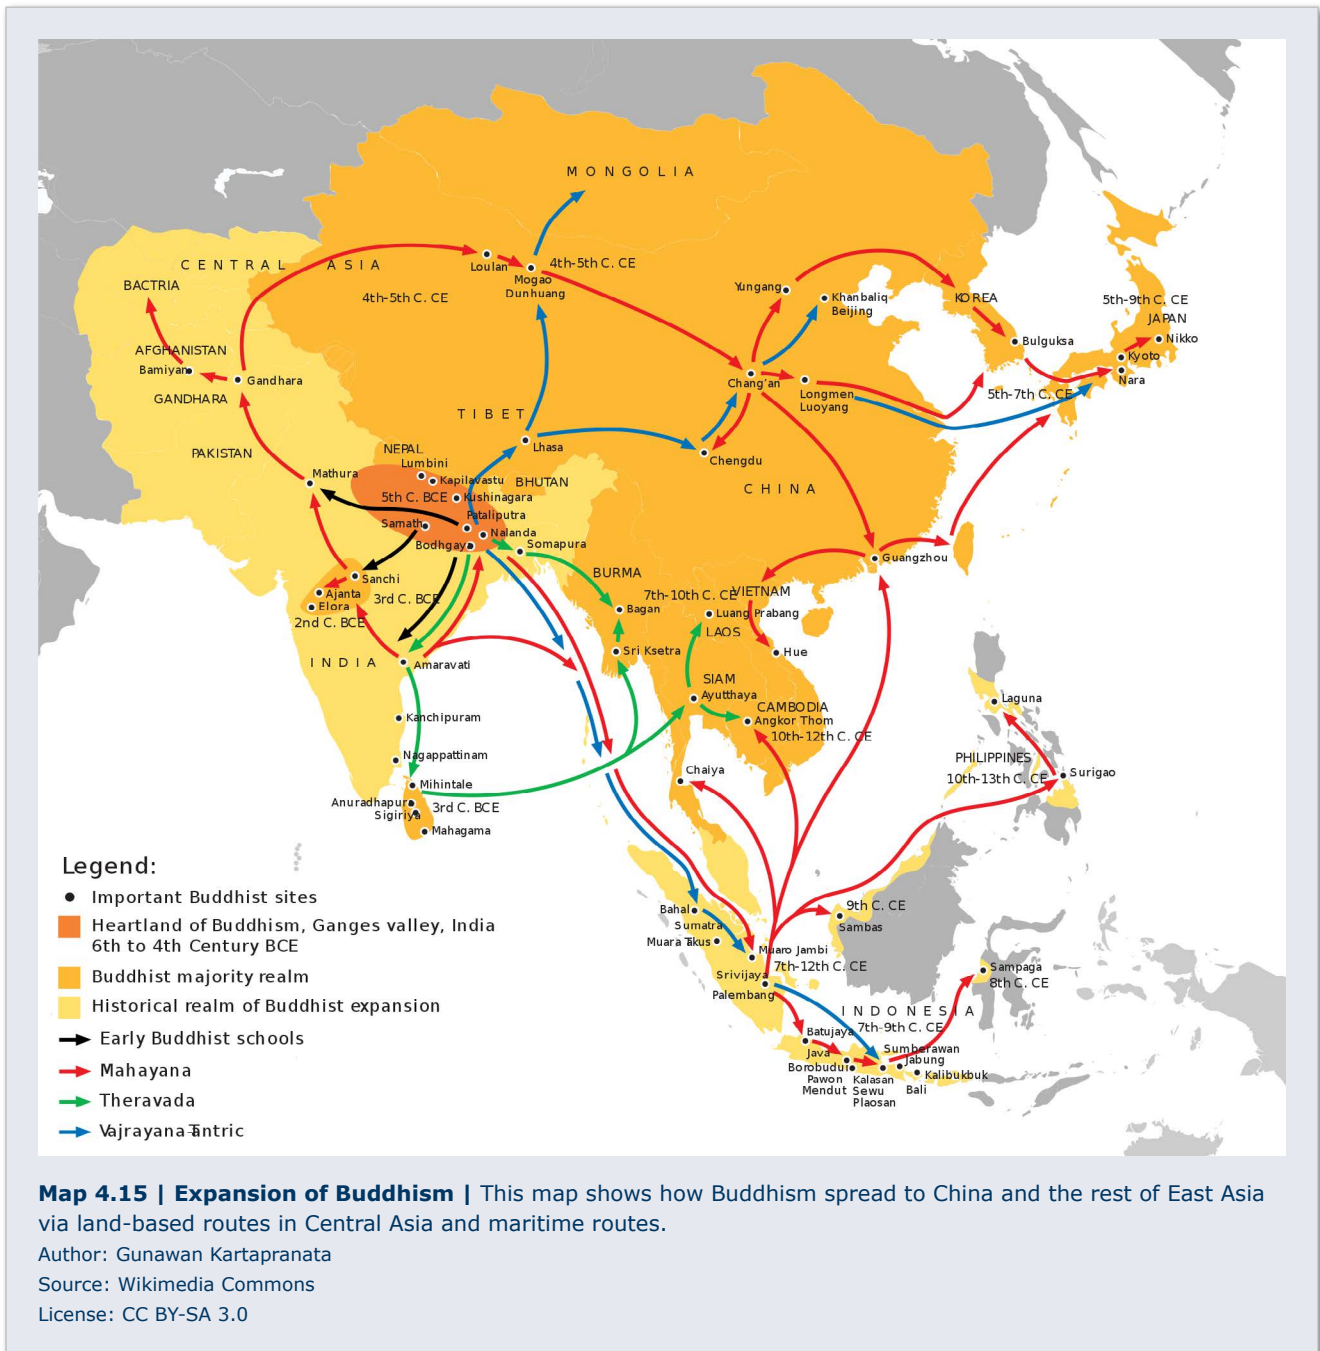 MONGOLIA
CENTRAL ASIA
BACTRIA
Loulan
Mogao
Dunhuang
4th-5th C. CE
4th-5th C. CE
Yungang
Khanbaliq
Beijing
KOREA
5th-9th C. CE
JAPAN
Nikko
Bulguksa
Kyoto
Nara
5th-7th C. CE
AFGHANISTAN
Bamiyan
Gandhara
GANDHARA
Chang'an
Longmen
Luoyang
TIBET
Lhasa
Chengdu
PAKISTAN
NEPAL
Lumbini
Mathura
Kapilavastu
BHUTAN
5th C. BCE
Kushinagara
CHINA
Pataliputra
Sarnath
Nalanda
Bodhgaya
Somapura
Guangzhou
Sanchi
BURMA
Ajanta
3rd C. BCE
Elora
2nd C. BCE
7th-10th C. CE
VIETNAM
Bagan
Luang Prabang
LAOS
INDIA
Amaravati
Sri Ksetra
Hue
SIAM
Ayutthaya
CAMBODIA
Angkor Thom
10th-12th C. CE
Laguna
Kanchipuram
Nagappattinam
PHILIPPINES
10th-13th C. CE
Surigao
Chaiya
Mihintale
Anuradhapura
3rd C. BCE
Sigiriya
Mahagama
Bahal
Sumatra
9th C. CE
Sambas
Muara Takus
Muaro Jambi
7th-12th C. CE
Srivijaya
Palembang
Sampaga
8th C. CE
INDONESIA
7th-9th C. CE
Batujaya
Java
Sumberawan
Jabung
Borobudur
Pawon
Mendut
Kalasan
Sewu
Plaosan
Kalibukbuk
Bali
Legend:
Important Buddhist sites
Heartland of Buddhism, Ganges valley, India
6th to 4th Century BCE
Buddhist majority realm
Historical realm of Buddhist expansion
Early Buddhist schools
Mahayana
Theravada
Vajrayana-Tantric
Map 4.15 | Expansion of Buddhism | This map shows how Buddhism spread to China and the rest of East Asia
via land-based routes in Central Asia and maritime routes.
Author: Gunawan Kartapranata
Source: Wikimedia Commons
License: CC BY-SA 3.0